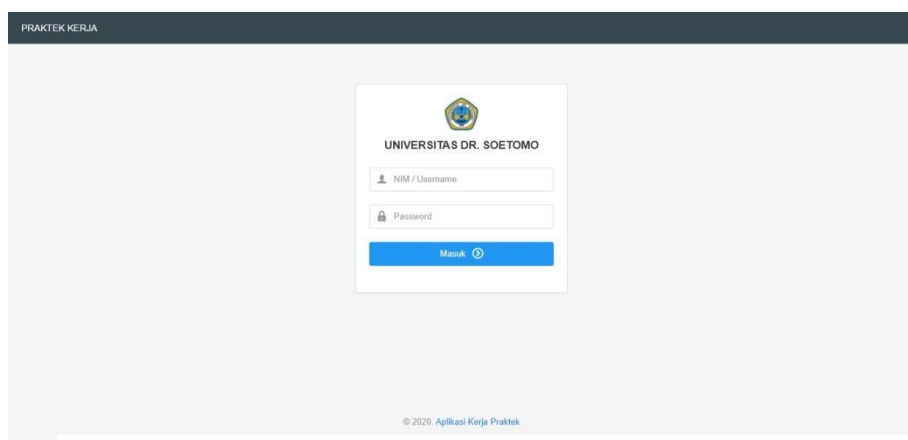 PRAKTEK KERJA
UNIVERSITAS DR. SOETOMO
NIM / Username
Password
Masuk
© 2020. Aplikasi Kerja Praktek